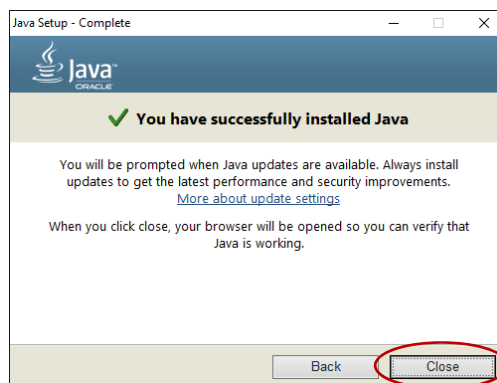 Java Setup - Complete
Java
ORACLE
You have successfully installed Java
You will be prompted when Java updates are available. Always install
updates to get the latest performance and security improvements.
More about update settings
When you click close, your browser will be opened so you can verify that
Java is working.
Back
Close